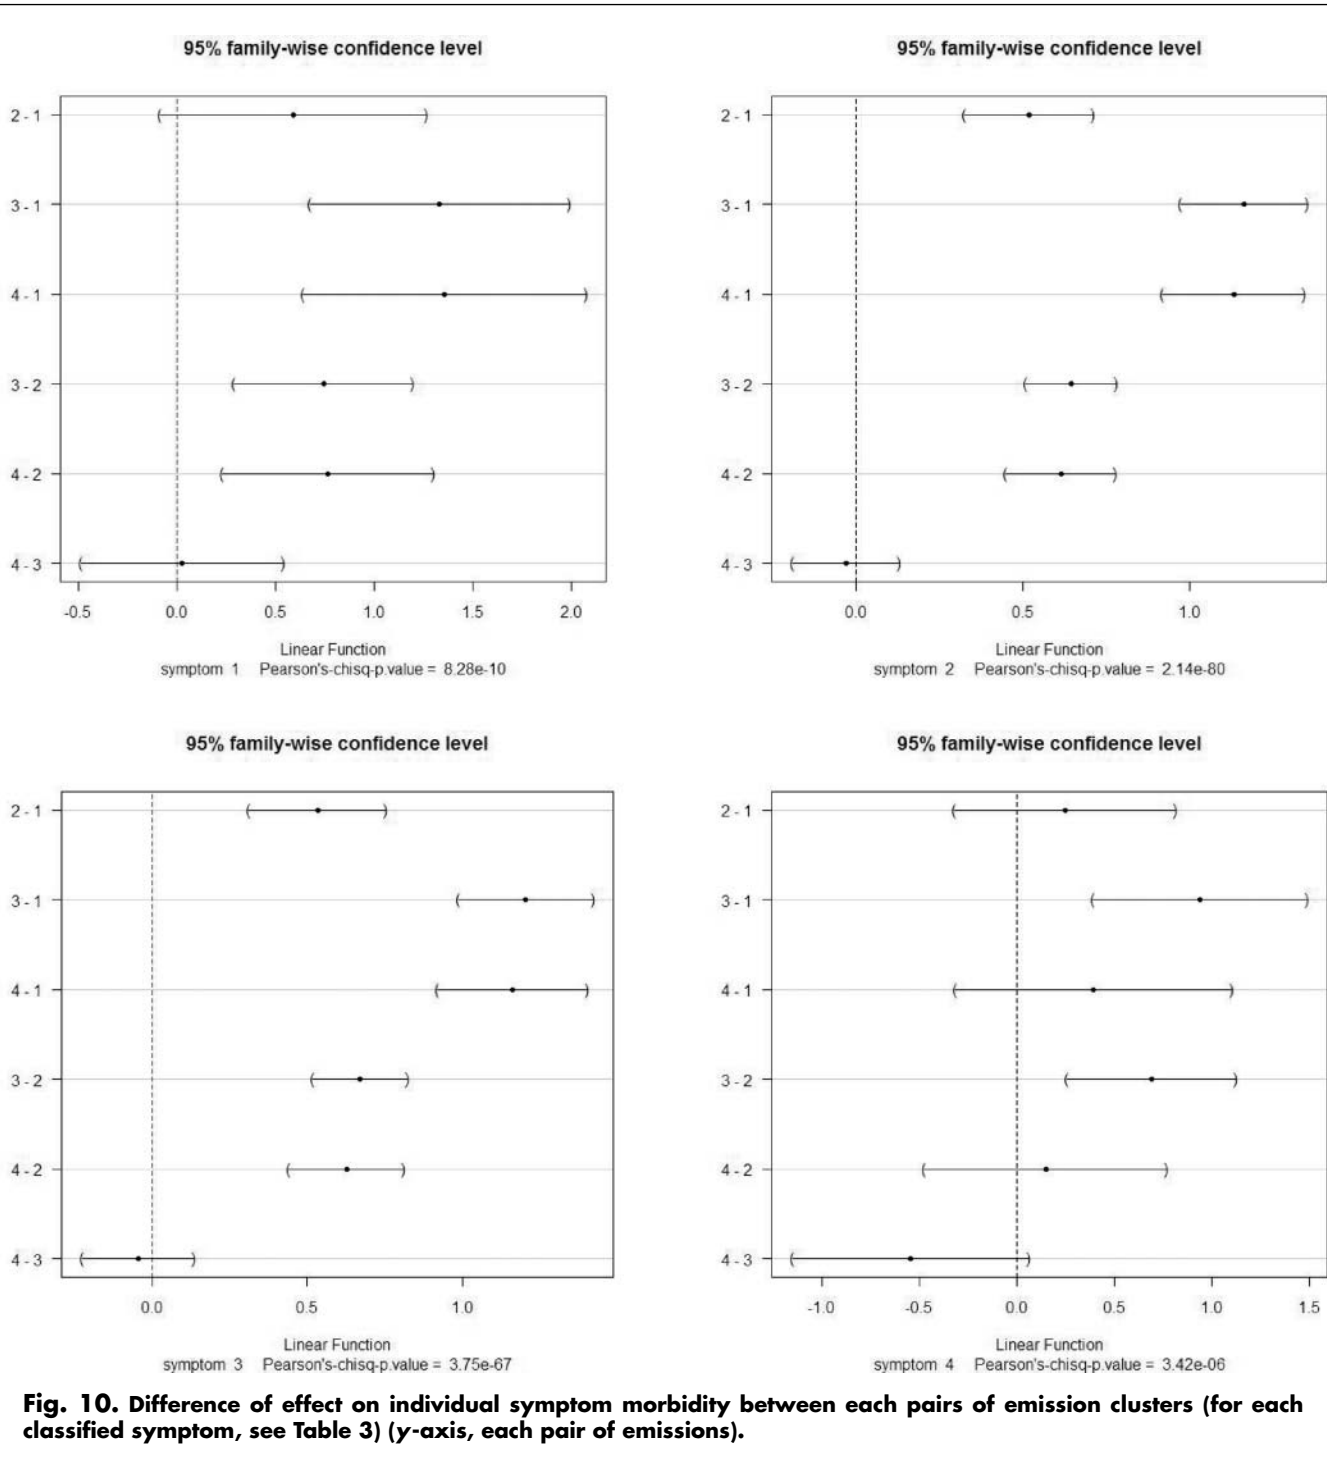 95% family-wise confidence level
2 - 1
3 - 1
4 - 1
3 - 2
4 - 2
4 - 3
-0.5 0.0 0.5 1.0 1.5 2.0
Linear Function
symptom 1 Pearson's-chisq-p.value = 8.28e-10
95% family-wise confidence level
2 - 1
3 - 1
4 - 1
3 - 2
4 - 2
4 - 3
0.0 0.5 1.0
Linear Function
symptom 2 Pearson's-chisq-p.value = 2.14e-80
95% family-wise confidence level
2 - 1
3 - 1
4 - 1
3 - 2
4 - 2
4 - 3
0.0 0.5 1.0
Linear Function
symptom 3 Pearson's-chisq-p.value = 3.75e-67
95% family-wise confidence level
2 - 1
3 - 1
4 - 1
3 - 2
4 - 2
4 - 3
-1.0 -0.5 0.0 0.5 1.0 1.5
Linear Function
symptom 4 Pearson's-chisq-p.value = 3.42e-06
Fig. 10. Difference of effect on individual symptom morbidity between each pairs of emission clusters (for each
classified symptom, see Table 3) (y-axis, each pair of emissions).